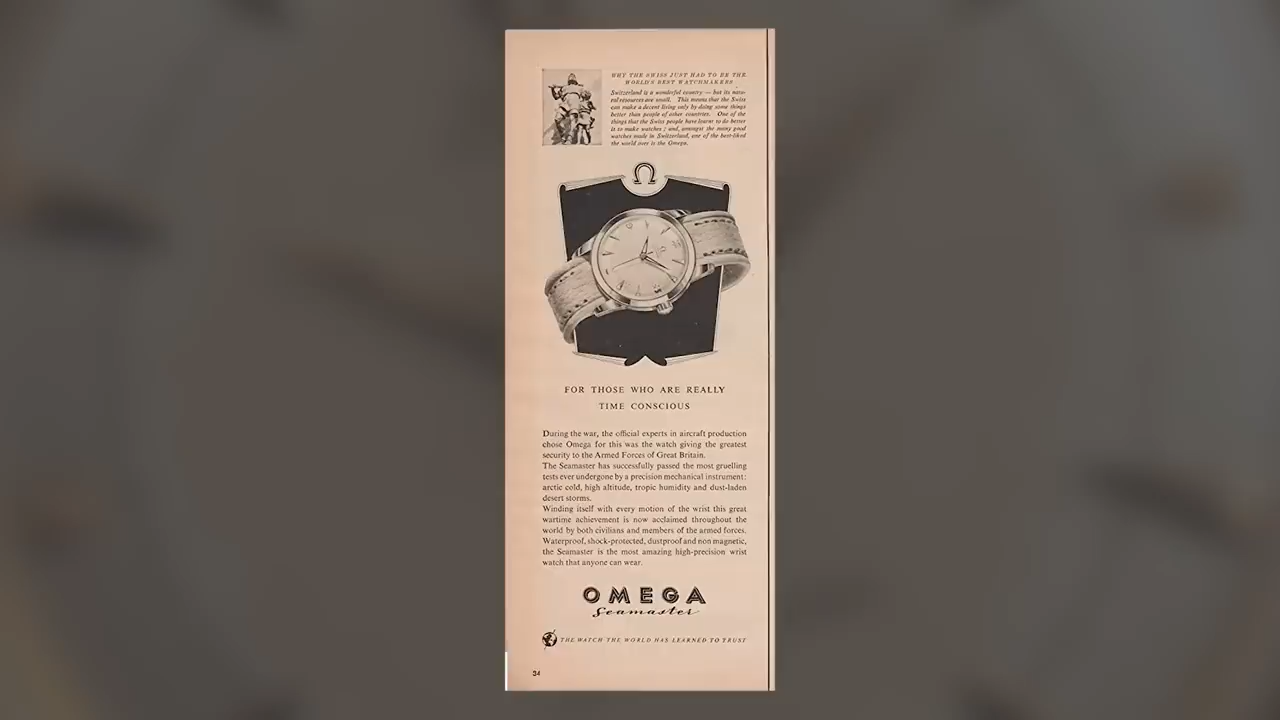 WHY THE SWISS JUST HAD TO BE THE
WORLD'S BEST WATCHMAKERS
Switzerland is a wonderful country — but its natu-
ral resources are small. This means that the Swiss
can make a decent living only by doing some things
better than people of other countries. One of the
things that the Swiss people have learnt to do better
is to make watches ; and, amongst the many good
watches made in Switzerland, one of the best-liked
the world over is the Omega.
Ω
FOR THOSE WHO ARE REALLY
TIME CONSCIOUS
During the war, the official experts in aircraft production
chose Omega for this was the watch giving the greatest
security to the Armed Forces of Great Britain.
The Seamaster has successfully passed the most gruelling
tests ever undergone by a precision mechanical instrument:
arctic cold, high altitude, tropic humidity and dust-laden
desert storms.
Winding itself with every motion of the wrist this great
wartime achievement is now acclaimed throughout the
world by both civilians and members of the armed forces.
Waterproof, shock-protected, dustproof and non magnetic,
the Seamaster is the most amazing high-precision wrist
watch that anyone can wear.
OMEGA
Seamaster
THE WATCH THE WORLD HAS LEARNED TO TRUST
34